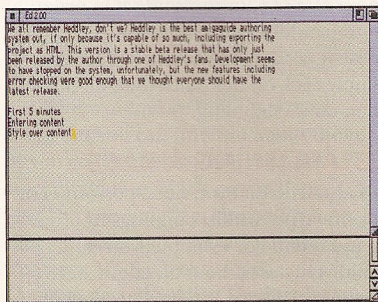 Ed 2.00
We all remember Heddley, don't we? Heddley is the best amigaguide authoring
system out, if only because it's capable of so much, including exporting the
project as HTML. This version is a stable beta release that has only just
been released by the author through one of Heddley's fans. Development seems
to have stopped on the system, unfortunately, but the new features including
error checking were good enough that we thought everyone should have the
latest release.
First 5 minutes
Entering content
Style over content